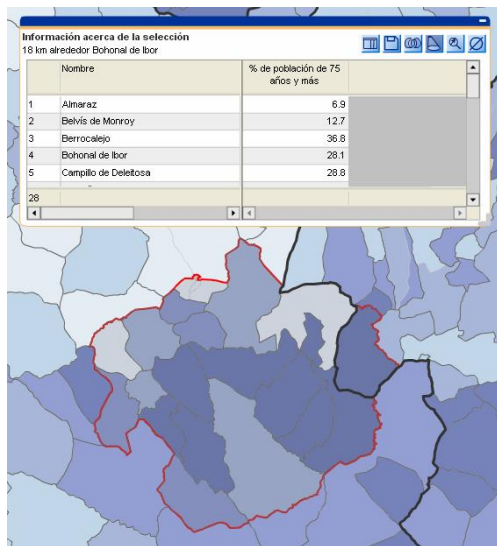 Información acerca de la selección
18 km alrededor Bohonal de Ibor
Nombre % de población de 75 años y más
1 Almaraz 6.9
2 Belvís de Monroy 12.7
3 Berrocalejo 36.8
4 Bohonal de Ibor 28.1
5 Campillo de Deleitosa 28.8
28